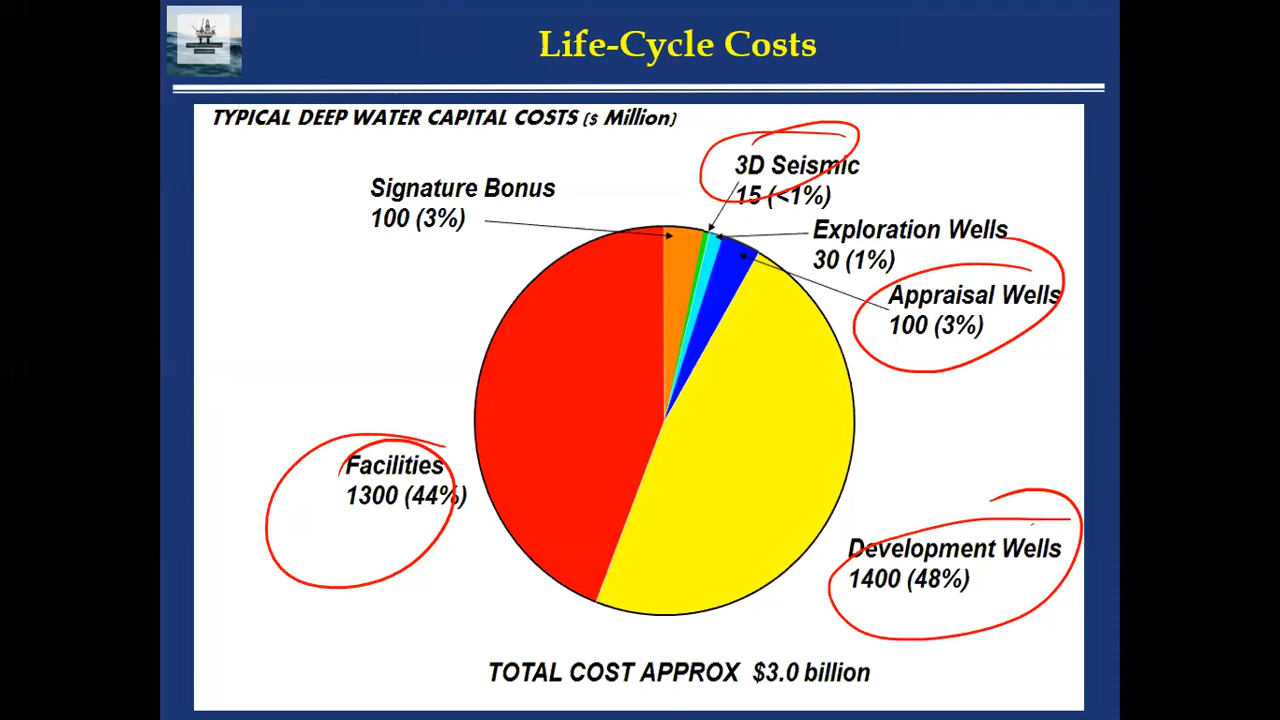 Life-Cycle Costs
TYPICAL DEEP WATER CAPITAL COSTS ($ Million)
3D Seismic
15 (<1%)
Signature Bonus
100 (3%)
Exploration Wells
30 (1%)
Appraisal Wells
100 (3%)
Facilities
1300 (44%)
Development Wells
1400 (48%)
TOTAL COST APPROX $3.0 billion